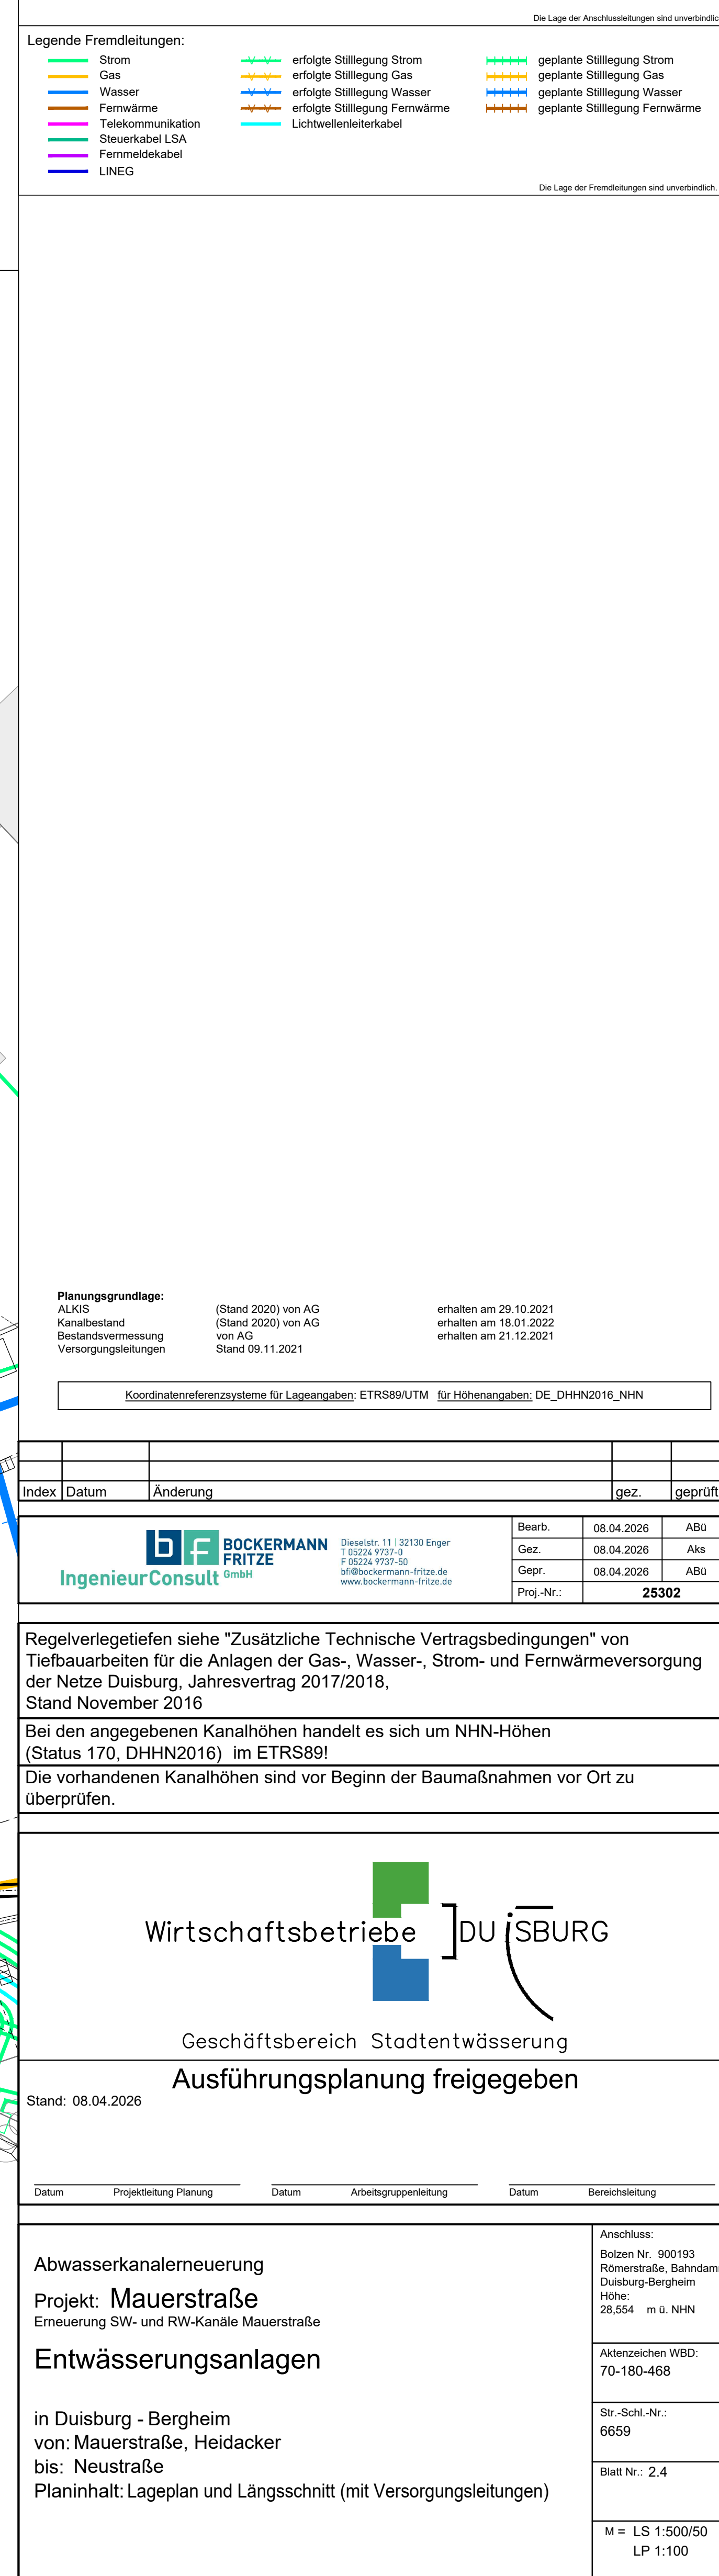 Die Lage der Anschlussleitungen sind unverbindlic
Legende Fremdleitungen:
Strom erfolgte Stilllegung Strom geplante Stilllegung Strom
Gas erfolgte Stilllegung Gas geplante Stilllegung Gas
Wasser erfolgte Stilllegung Wasser geplante Stilllegung Wasser
Fernwärme erfolgte Stilllegung Fernwärme geplante Stilllegung Fernwärme
Telekommunikation Lichtwellenleiterkabel
Steuerkabel LSA
Fernmeldekabel
LINEG
Die Lage der Fremdleitungen sind unverbindlich.
Planungsgrundlage:
ALKIS (Stand 2020) von AG erhalten am 29.10.2021
Kanalbestand (Stand 2020) von AG erhalten am 18.01.2022
Bestandsvermessung von AG erhalten am 21.12.2021
Versorgungsleitungen Stand 09.11.2021
Koordinatenreferenzsysteme für Lageangaben: ETRS89/UTM für Höhenangaben: DE_DHHN2016_NHN
Index Datum Änderung gez. geprüft
bf BOCKERMANN FRITZE
IngenieurConsult GmbH
Dieselstr. 11 | 32130 Enger
T 05224 9737-0
F 05224 9737-50
bfi@bockermann-fritze.de
www.bockermann-fritze.de
Bearb. 08.04.2026 ABü
Gez. 08.04.2026 Aks
Gepr. 08.04.2026 ABü
Proj.-Nr.: 25302
Regelverlegetiefen siehe "Zusätzliche Technische Vertragsbedingungen" von
Tiefbauarbeiten für die Anlagen der Gas-, Wasser-, Strom- und Fernwärmeversorgung
der Netze Duisburg, Jahresvertrag 2017/2018,
Stand November 2016
Bei den angegebenen Kanalhöhen handelt es sich um NHN-Höhen
(Status 170, DHHN2016) im ETRS89!
Die vorhandenen Kanalhöhen sind vor Beginn der Baumaßnahmen vor Ort zu
überprüfen.
Wirtschaftsbetriebe DUiSBURG
Geschäftsbereich Stadtentwässerung
Ausführungsplanung freigegeben
Stand: 08.04.2026
Datum Projektleitung Planung Datum Arbeitsgruppenleitung Datum Bereichsleitung
Abwasserkanalerneuerung
Projekt: Mauerstraße
Erneuerung SW- und RW-Kanäle Mauerstraße
Entwässerungsanlagen
in Duisburg - Bergheim
von: Mauerstraße, Heidacker
bis: Neustraße
Planinhalt: Lageplan und Längsschnitt (mit Versorgungsleitungen)
Anschluss:
Bolzen Nr. 900193
Römerstraße, Bahndam
Duisburg-Bergheim
Höhe:
28,554 m ü. NHN
Aktenzeichen WBD:
70-180-468
Str.-Schl.-Nr.:
6659
Blatt Nr.: 2.4
M = LS 1:500/50
LP 1:100